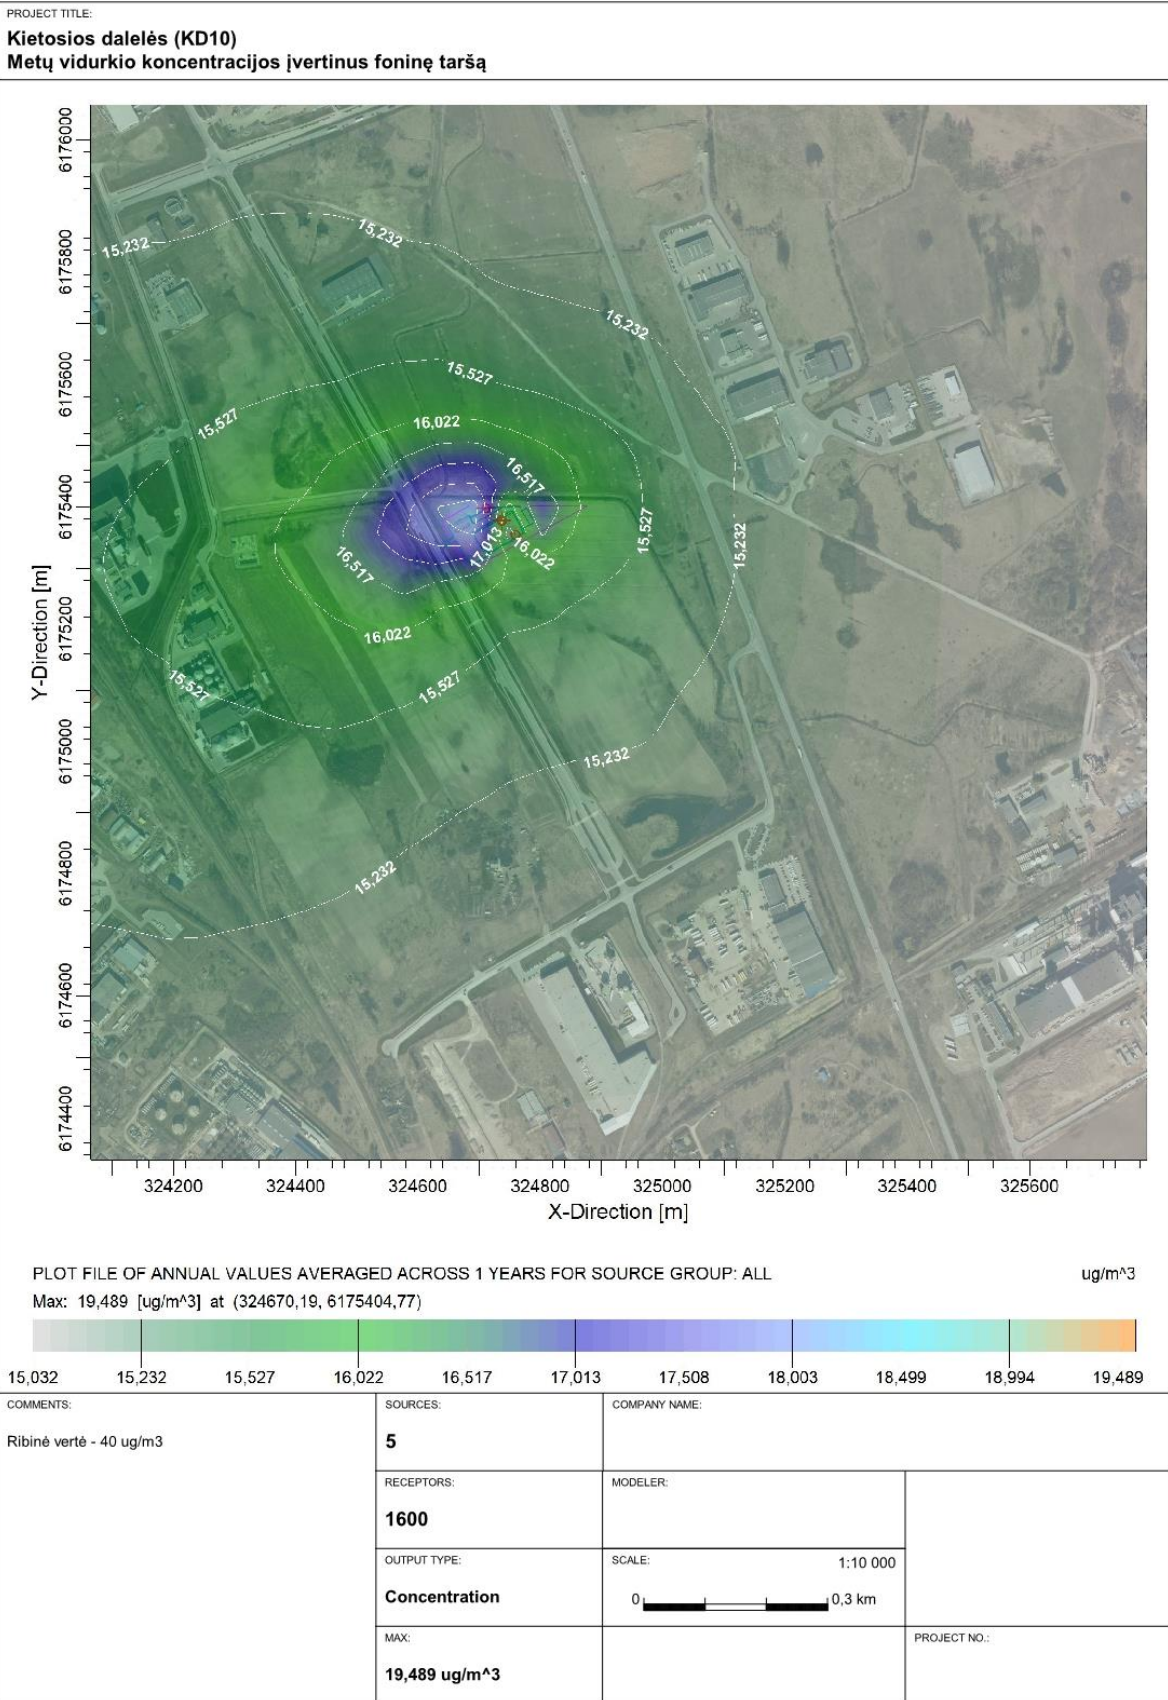 PROJECT TITLE:
Kietosios dalelės (KD10)
Metų vidurkio koncentracijos įvertinus foninę taršą
6176000
6175800
6175600
6175400
6175200
6175000
6174800
6174600
6174400
Y-Direction [m]
15,232
15,232
15,232
15,527
15,527
16,022
16,517
16,517
17,013
16,022
15,527
15,232
16,022
15,527
15,527
15,232
15,232
324200 324400 324600 324800 325000 325200 325400 325600
X-Direction [m]
PLOT FILE OF ANNUAL VALUES AVERAGED ACROSS 1 YEARS FOR SOURCE GROUP: ALL ug/m^3
Max: 19,489 [ug/m^3] at (324670,19, 6175404,77)
15,032 15,232 15,527 16,022 16,517 17,013 17,508 18,003 18,499 18,994 19,489
COMMENTS:
Ribinė vertė - 40 ug/m3
SOURCES:
5
COMPANY NAME:
RECEPTORS:
1600
MODELER:
OUTPUT TYPE:
Concentration
SCALE: 1:10 000
0 0,3 km
MAX:
19,489 ug/m^3
PROJECT NO.: